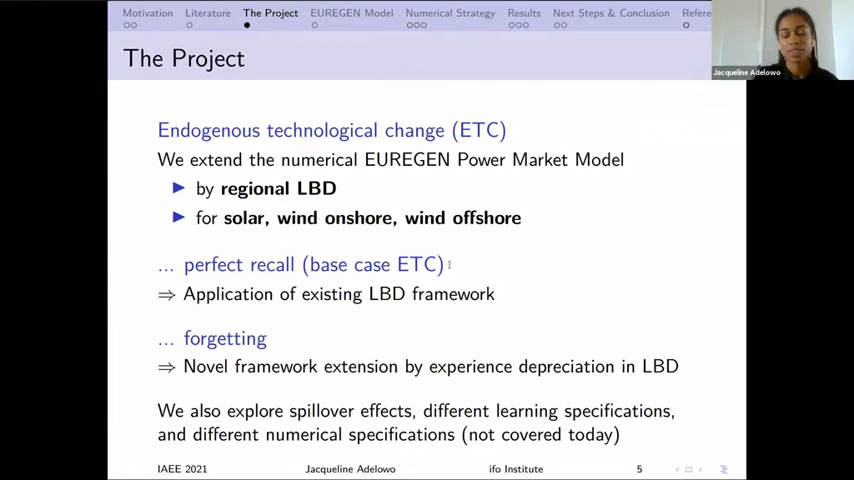 Motivation Literature The Project EUREGEN Model Numerical Strategy Results Next Steps & Conclusion Refere
The Project
Jacqueline Adelowo
Endogenous technological change (ETC)
We extend the numerical EUREGEN Power Market Model
▶ by regional LBD
▶ for solar, wind onshore, wind offshore
... perfect recall (base case ETC)
⇒ Application of existing LBD framework
... forgetting
⇒ Novel framework extension by experience depreciation in LBD
We also explore spillover effects, different learning specifications,
and different numerical specifications (not covered today)
IAEE 2021 Jacqueline Adelowo ifo Institute 5